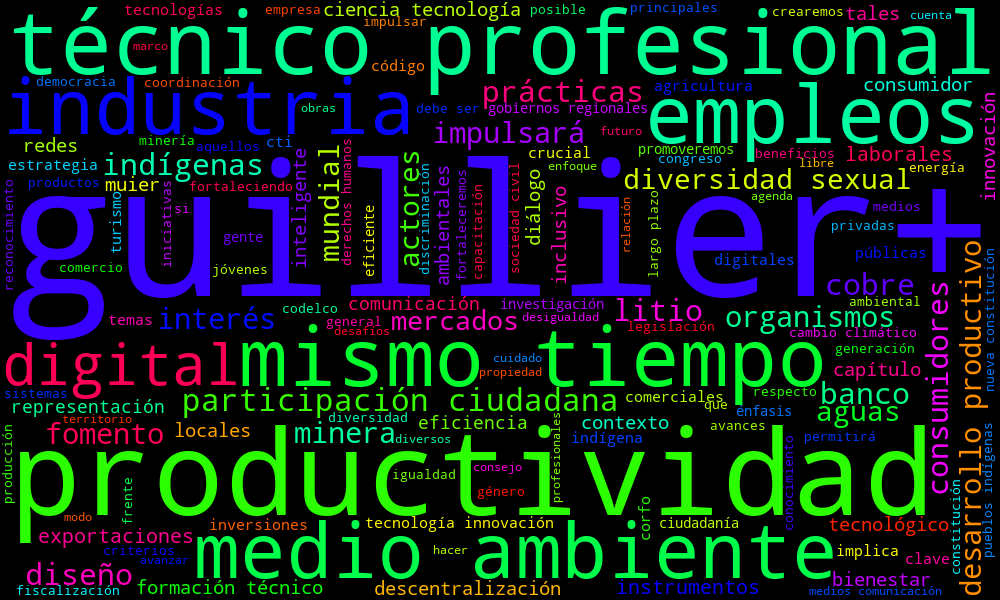 tecnologías
empresa
ciencia tecnología
posible
principales
crearemos
tales
cuenta
impulsar
técnico profesional
marco
código
democracia
coordinación
prácticas
agricultura
consumidor
industria
obras
debe ser
gobiernos regionales
empleos
innovación
redes
minería
aquellos
cti
impulsará
futuro
estrategia
indígenas
crucial
enfoque
promoveremos
congreso
beneficios
libre
laborales
energía
productos
mujer
fortaleciendo
inteligente
mundial
derechos humanos
actores
discriminación
ambientales
fortaleceremos
capacitación
sociedad civil
diálogo
inclusivo
diversidad sexual
reconocimiento
guillier+
turismo
iniciativas
si
gente
eficiente
relación
largo plazo
agenda
medios
privadas
comercio
jóvenes
digitales
públicas
cobre
codelco
comunicación
investigación
litio
ambiental
temas
interés
general
desafíos
mercados
desigualdad
legislación
organismos
cambio climático
consumidores
desarrollo productivo
nueva constitución
digital
mismo tiempo
cuidado
propiedad
generación
capítulo
sistemas
representación
participación ciudadana
comerciales
que
respecto
banco
énfasis
aguas
territorio
fomento
locales
diversidad
eficiencia
minera
diversos
profesionales
contexto
indígena
avances
permitirá
producción
productividad
igualdad
consejo
género
conocimiento
frente
modo
inversiones
tecnología innovación
corfo
ciudadanía
tecnológico
constitución
pueblos indígenas
exportaciones
criterios
avanzar
medio ambiente
hacer
implica
clave
diseño
fiscalización
formación técnico
descentralización
instrumentos
bienestar
medios comunicación